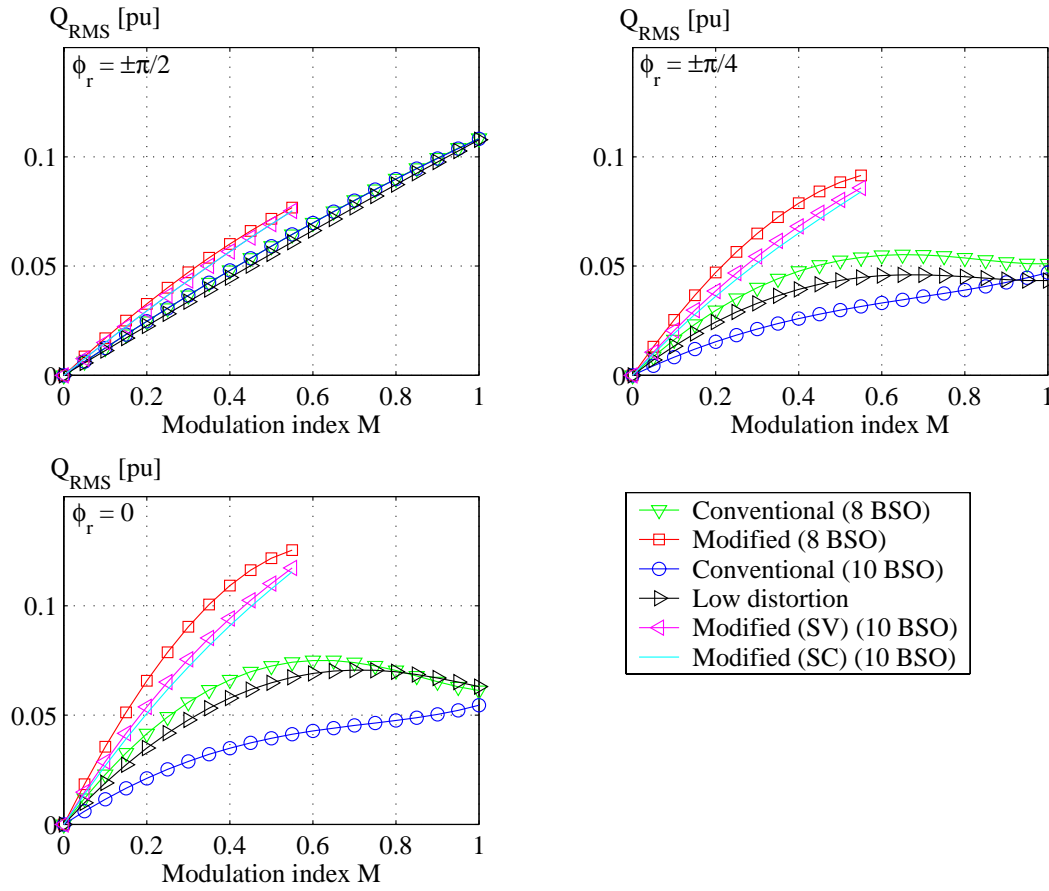 Q_RMS [pu]
ϕ_r = ±π/2
0.1
0.05
0
0 0.2 0.4 0.6 0.8 1
Modulation index M
Q_RMS [pu]
ϕ_r = ±π/4
0.1
0.05
0
0 0.2 0.4 0.6 0.8 1
Modulation index M
Q_RMS [pu]
ϕ_r = 0
0.1
0.05
0
0 0.2 0.4 0.6 0.8 1
Modulation index M
Conventional (8 BSO)
Modified (8 BSO)
Conventional (10 BSO)
Low distortion
Modified (SV) (10 BSO)
Modified (SC) (10 BSO)